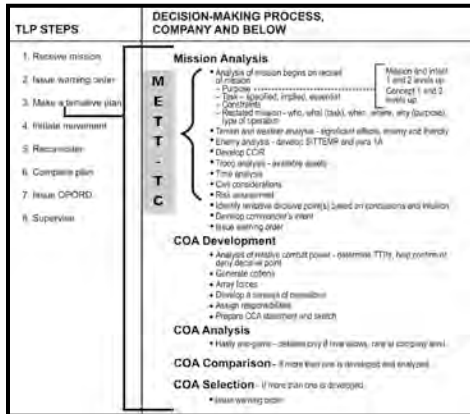 TLP STEPS
DECISION-MAKING PROCESS,
COMPANY AND BELOW
1. Receive mission
2. Issue warning order
3. Make a tentative plan
4. Initiate movement
5. Reconnoiter
6. Complete plan
7. Issue OPORD
8. Supervise
METT-TC
Mission Analysis
• Analysis of mission begins on receipt
of mission
– Purpose
– Task – specified, implied, essential
– Constraints
– Restated mission – who, what (task), when, where, why (purpose),
type of operation
Mission and intent
1 and 2 levels up
Concept 1 and 2
levels up
• Terrain and weather analysis – significant effects, enemy and friendly
• Enemy analysis – develop SITTEMP and para 1A
• Develop CCIR
• Troop analysis – available assets
• Time analysis
• Civil considerations
• Risk assessment
• Identify tentative decisive point(s) based on conclusions and intuition
• Develop commander's intent
• Issue warning order
COA Development
• Analysis of relative combat power – determine TTPs, help confirm or
deny decisive point
• Generate options
• Array forces
• Develop a concept of operations
• Assign responsibilities
• Prepare COA statement and sketch
COA Analysis
• Hasty war-game – detailed only if time allows, rare at company level
COA Comparison – if more than one is developed and analyzed
COA Selection – if more than one is developed
• Issue warning order